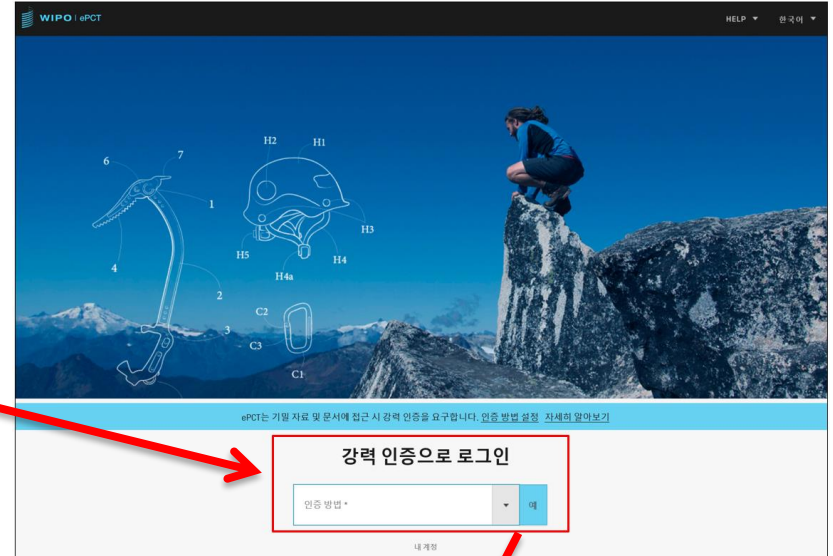 WIPO | ePCT
HELP ▼ 한국어 ▼
6
7
1
4
2
3
H2
H1
H3
H5
H4
H4a
C2
C3
C1
ePCT는 기밀 자료 및 문서에 접근 시 강력 인증을 요구합니다. 인증 방법 설정 자세히 알아보기
강력 인증으로 로그인
인증 방법 *
예
내 계정